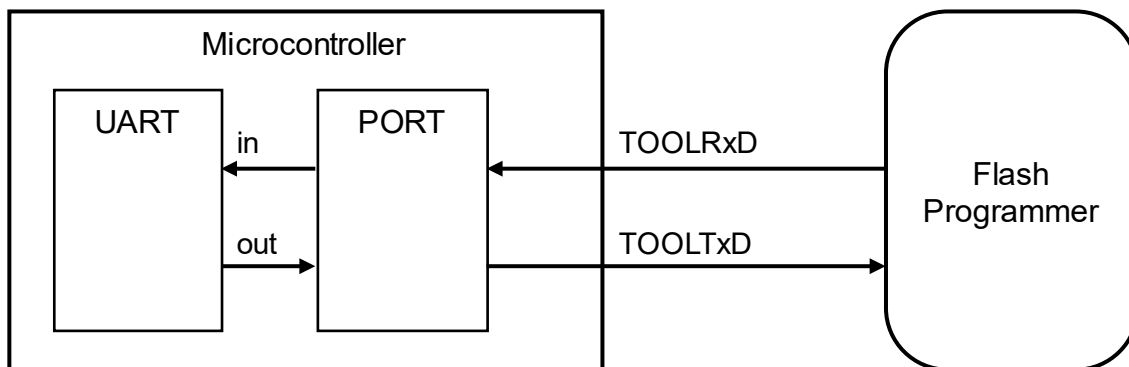 Microcontroller
UART
PORT
in
out
TOOLRxD
TOOLTxD
Flash
Programmer